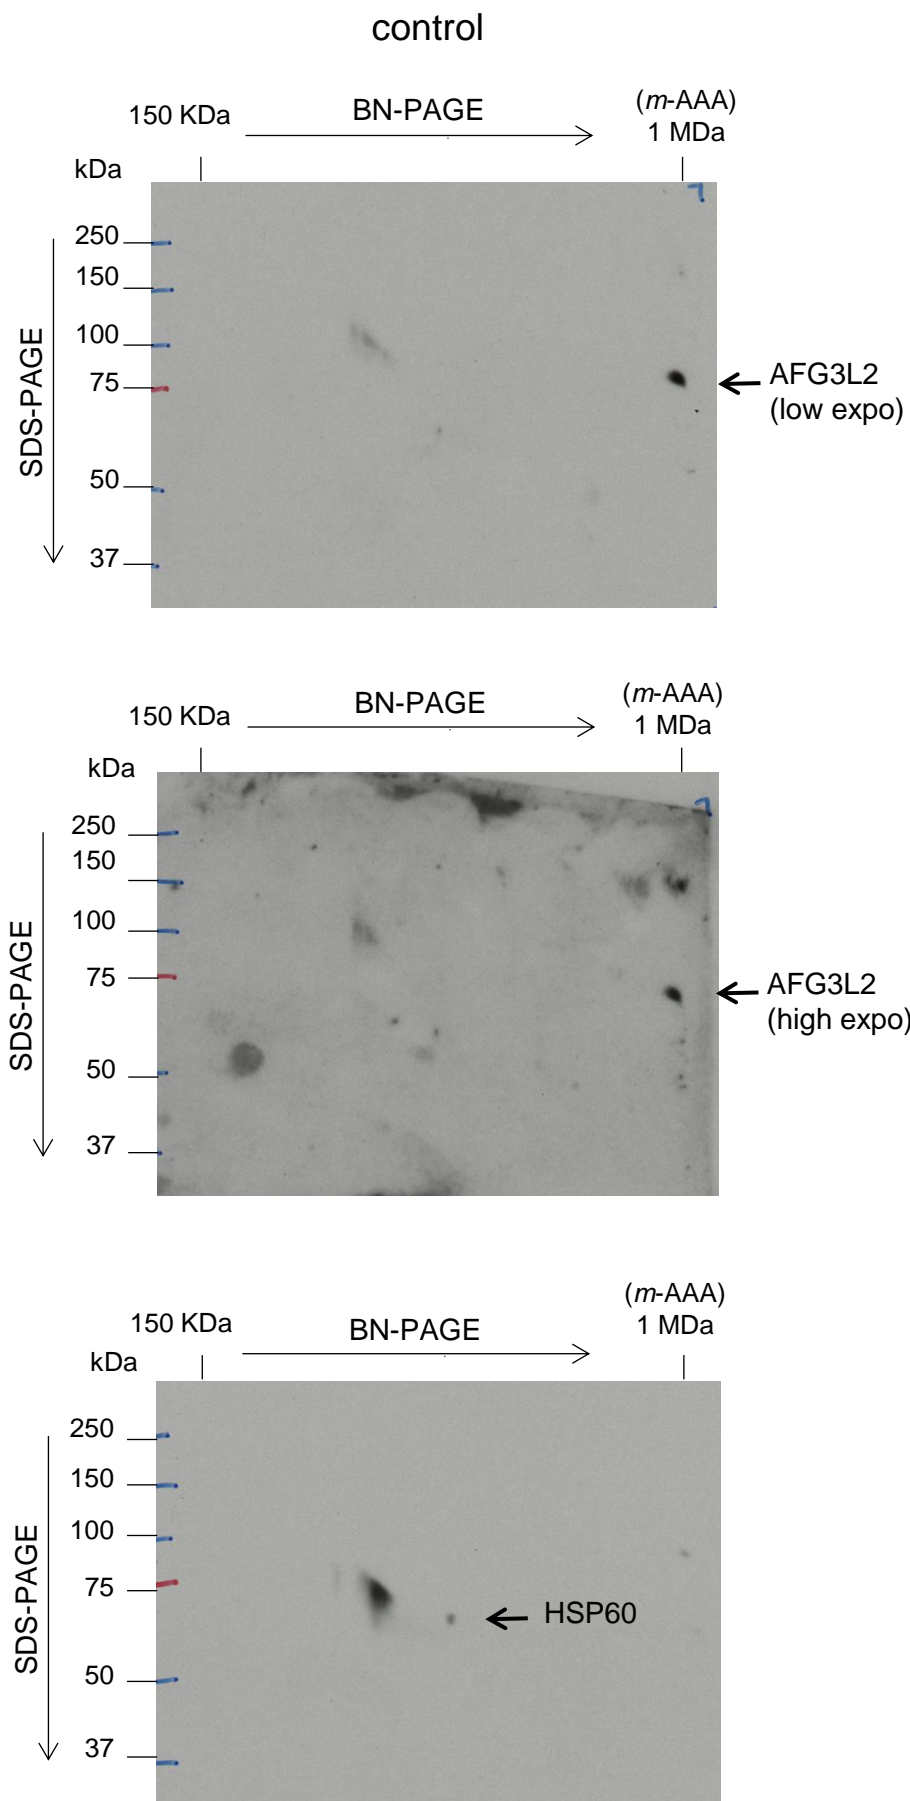 control
150 KDa
BN-PAGE
(m-AAA)
1 MDa
kDa
250
150
100
75
50
37
SDS-PAGE
AFG3L2
(low expo)
150 KDa
BN-PAGE
(m-AAA)
1 MDa
kDa
250
150
100
75
50
37
SDS-PAGE
AFG3L2
(high expo)
150 KDa
BN-PAGE
(m-AAA)
1 MDa
kDa
250
150
100
75
50
37
SDS-PAGE
HSP60